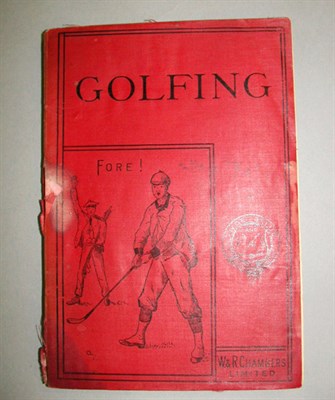 GOLFING
FORE!
W & R CHAMBERS
LIMITED.